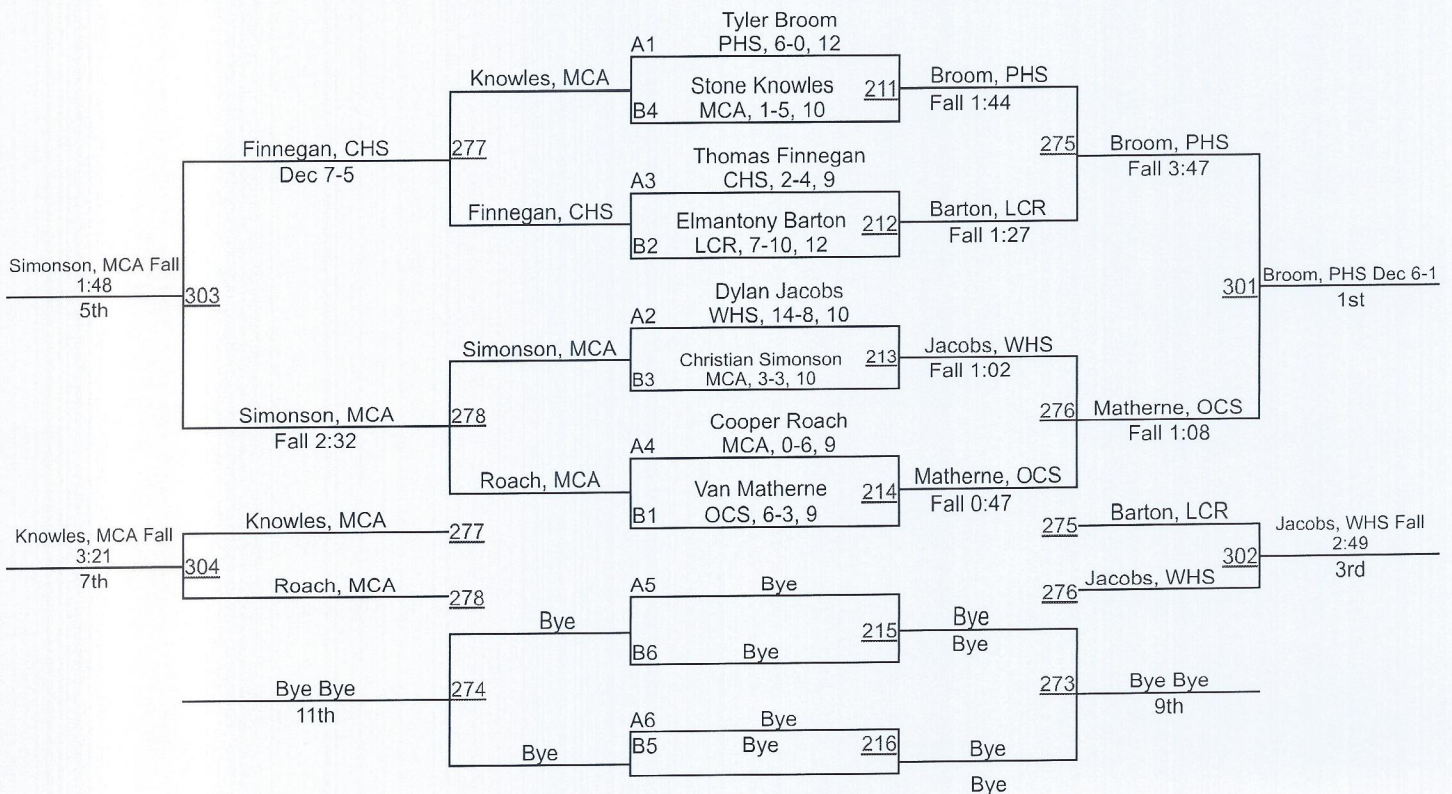 Tyler Broom
A1 PHS, 6-0, 12
Knowles, MCA
Stone Knowles
211
B4 MCA, 1-5, 10
Broom, PHS
Fall 1:44
Finnegan, CHS
Dec 7-5
277
Thomas Finnegan
A3 CHS, 2-4, 9
275
Broom, PHS
Fall 3:47
Finnegan, CHS
Elmantony Barton
212
B2 LCR, 7-10, 12
Barton, LCR
Fall 1:27
Simonson, MCA Fall
1:48
5th
303
Dylan Jacobs
A2 WHS, 14-8, 10
301
Broom, PHS Dec 6-1
1st
Simonson, MCA
Christian Simonson
213
B3 MCA, 3-3, 10
Jacobs, WHS
Fall 1:02
Simonson, MCA
Fall 2:32
278
Cooper Roach
A4 MCA, 0-6, 9
276
Matherne, OCS
Fall 1:08
Roach, MCA
Van Matherne
214
B1 OCS, 6-3, 9
Matherne, OCS
Fall 0:47
Knowles, MCA Fall
3:21
7th
Knowles, MCA
277
304
Roach, MCA
278
275
Barton, LCR
302
Jacobs, WHS Fall
2:49
3rd
276
Jacobs, WHS
A5 Bye
Bye
215
B6 Bye
Bye
Bye
Bye Bye
11th
274
273
Bye Bye
9th
A6 Bye
B5 Bye
216
Bye
Bye
Bye